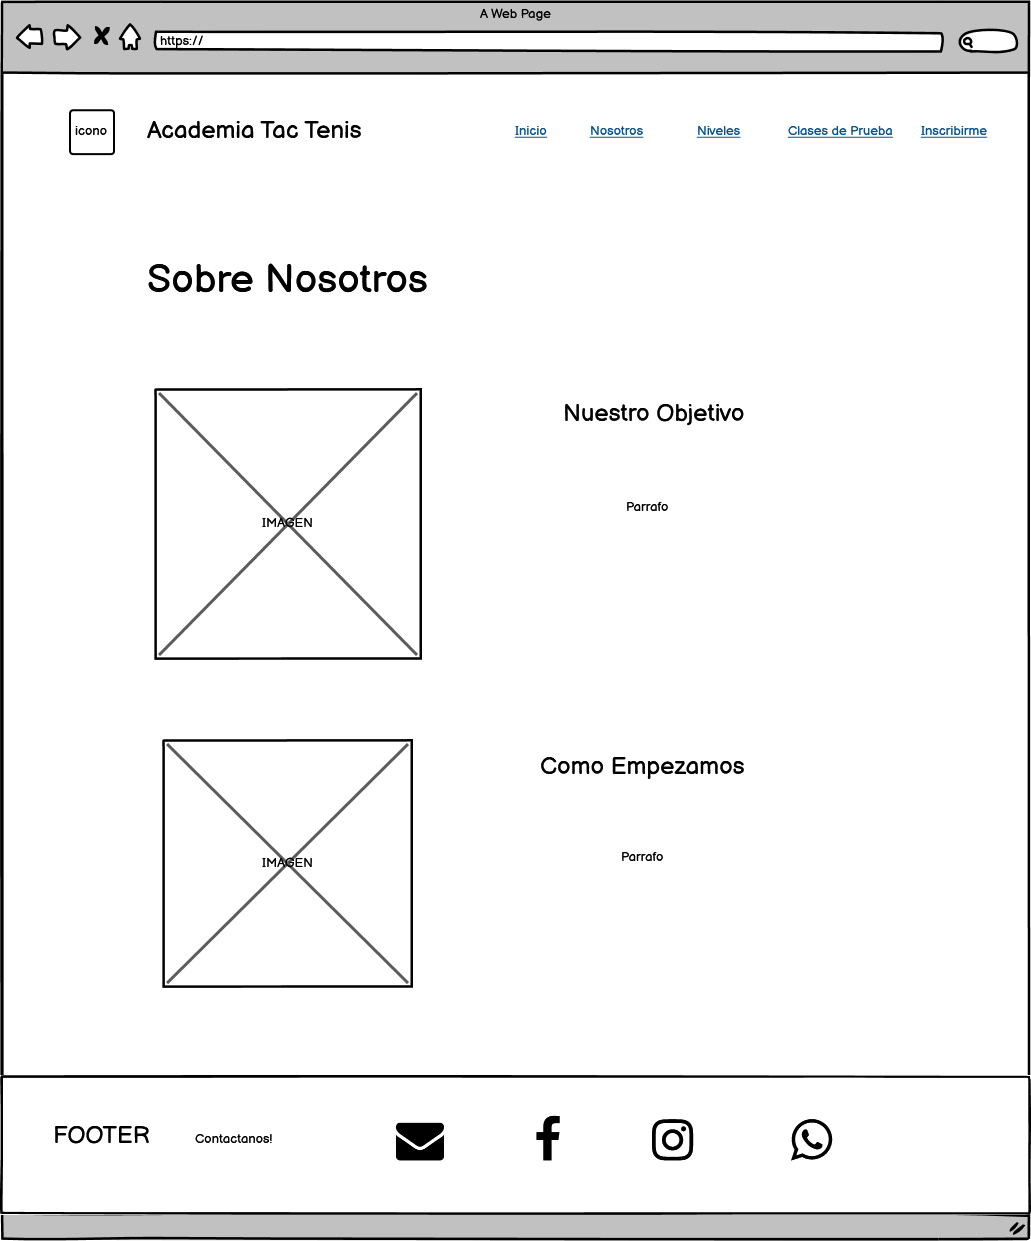 A Web Page
https://
icono
Academia Tac Tenis
Inicio
Nosotros
Niveles
Clases de Prueba
Inscribirme
Sobre Nosotros
IMAGEN
Nuestro Objetivo
Parrafo
IMAGEN
Como Empezamos
Parrafo
FOOTER
Contactanos!